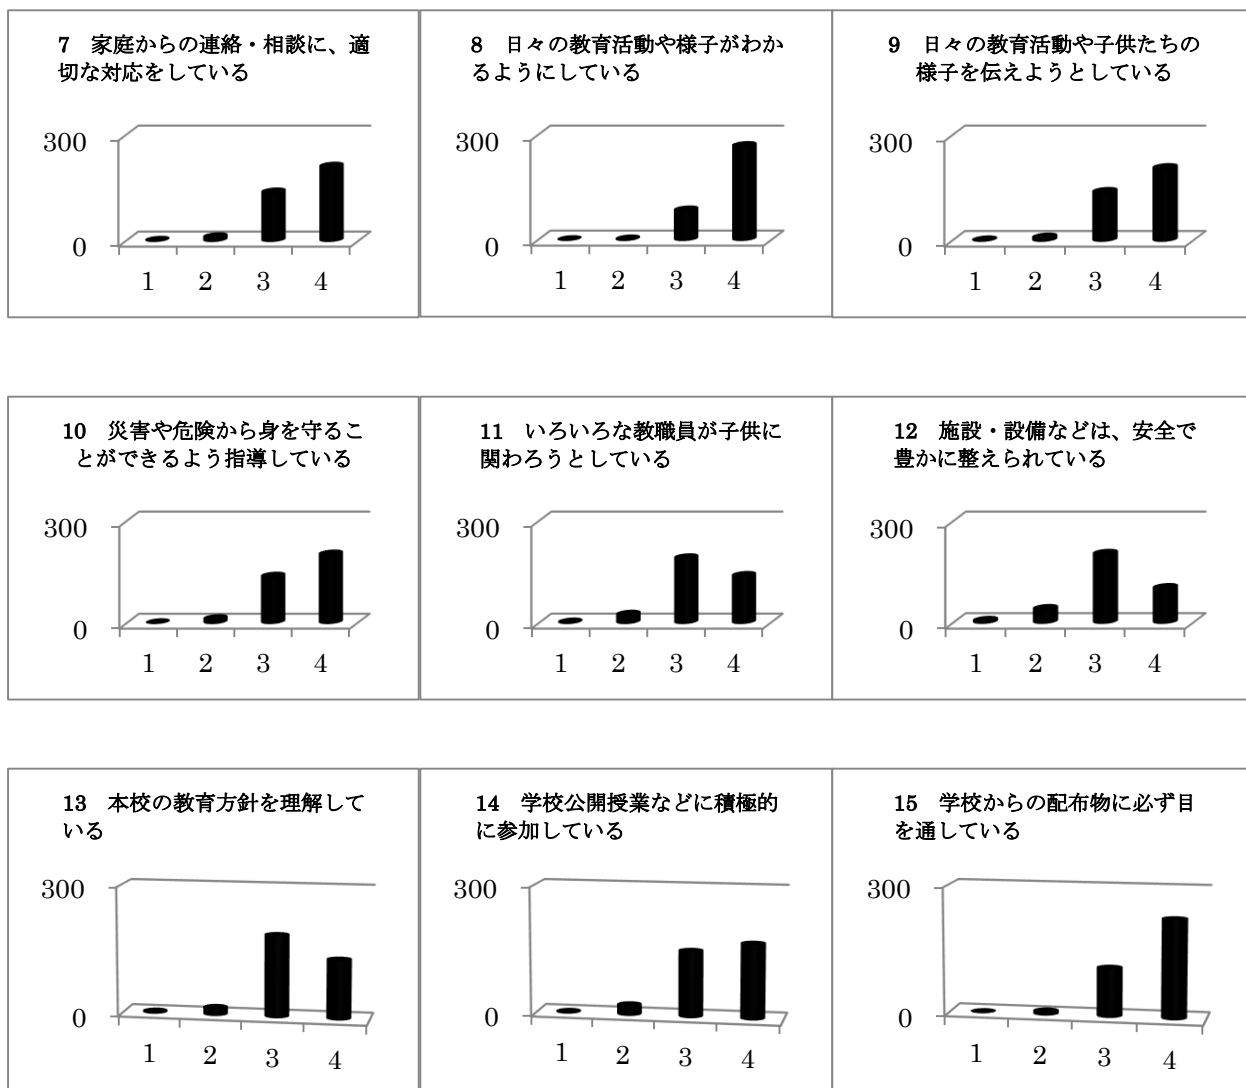 7　家庭からの連絡・相談に、適
切な対応をしている
300
0
1 2 3 4
8　日々の教育活動や様子がわか
るようにしている
300
0
1 2 3 4
9　日々の教育活動や子供たちの
様子を伝えようとしている
300
0
1 2 3 4
10　災害や危険から身を守るこ
とができるよう指導している
300
0
1 2 3 4
11　いろいろな教職員が子供に
関わろうとしている
300
0
1 2 3 4
12　施設・設備などは、安全で
豊かに整えられている
300
0
1 2 3 4
13　本校の教育方針を理解して
いる
300
0
1 2 3 4
14　学校公開授業などに積極的
に参加している
300
0
1 2 3 4
15　学校からの配布物に必ず目
を通している
300
0
1 2 3 4